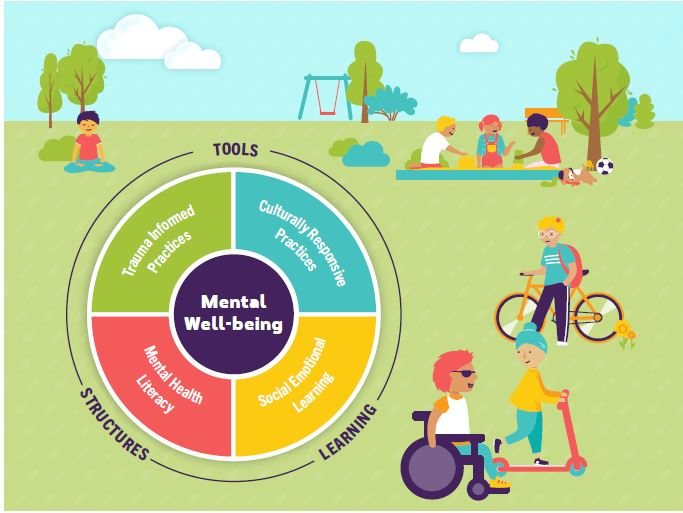 TOOLS
Trauma Informed
Practices
Culturally Responsive
Practices
Mental
Well-being
Mental Health
Literacy
Social Emotional
Learning
STRUCTURES
LEARNING